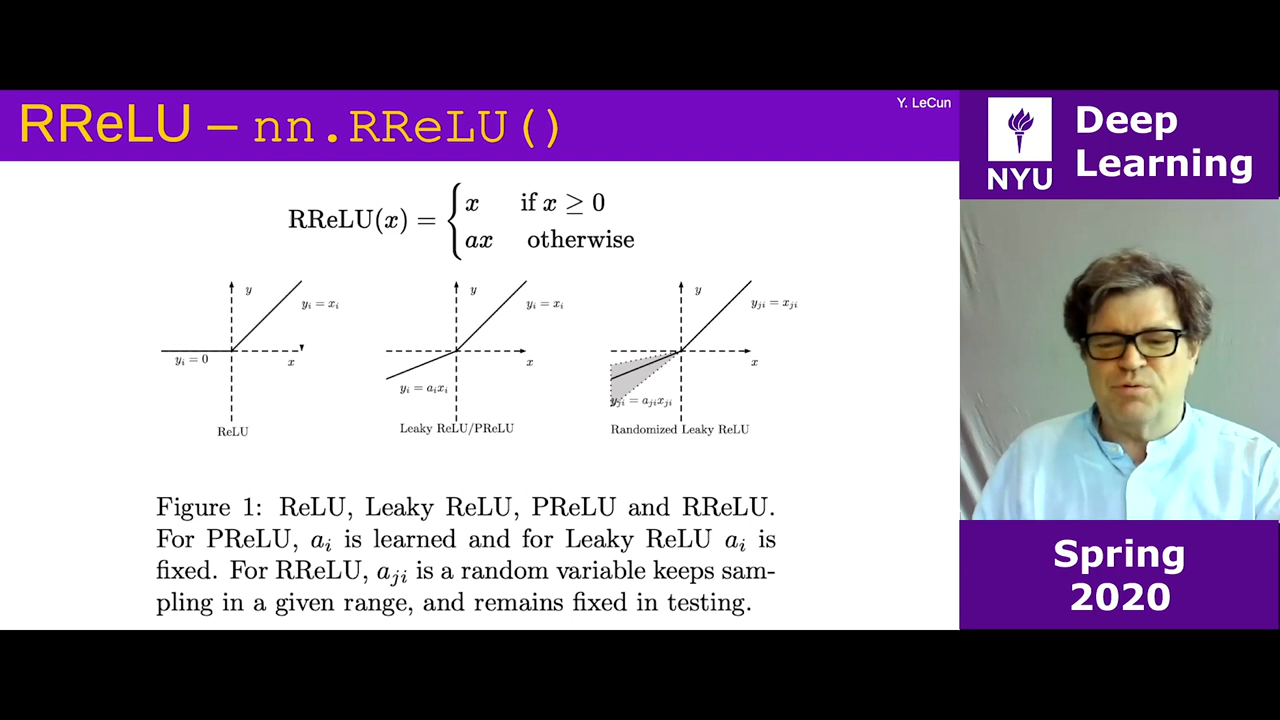 RReLU – nn.RReLU()
Y. LeCun
RReLU(x) = { x if x ≥ 0
ax otherwise
y
y_i = x_i
y_i = 0
x
ReLU
y
y_i = x_i
x
y_i = a_i x_i
Leaky ReLU/PReLU
y
y_ji = x_ji
x
y_ji = a_ji x_ji
Randomized Leaky ReLU
Figure 1: ReLU, Leaky ReLU, PReLU and RReLU.
For PReLU, a_i is learned and for Leaky ReLU a_i is
fixed. For RReLU, a_ji is a random variable keeps sam-
pling in a given range, and remains fixed in testing.
NYU
Deep
Learning
Spring
2020